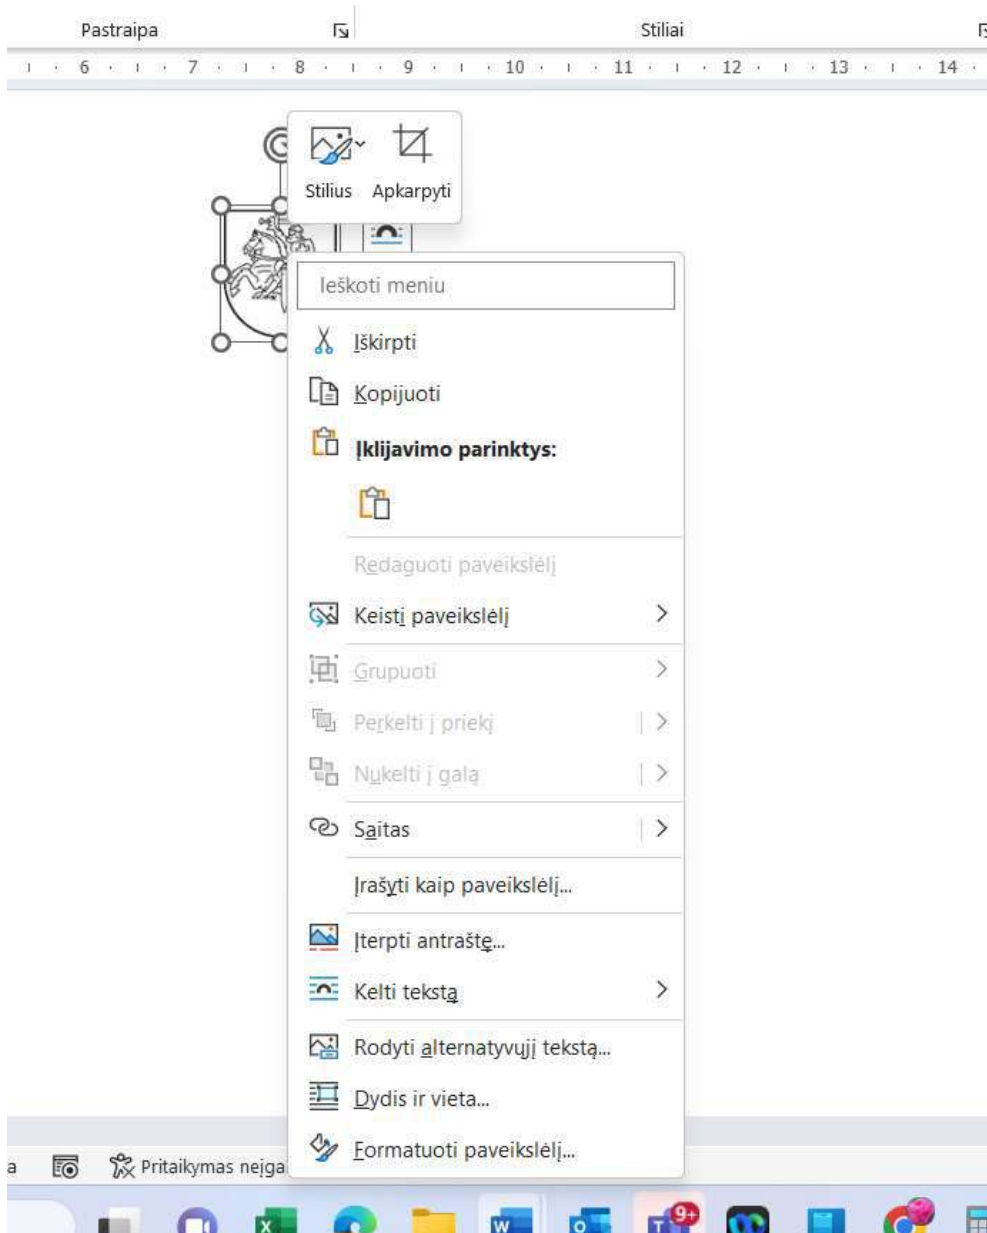 Pastraipa
Stiliai
6 7 8 9 10 11 12 13 14
Stilius Apkarpyti
Ieškoti meniu
Iškirpti
Kopijuoti
Įklijavimo parinktys:
Redaguoti paveikslėlį
Keisti paveikslėlį
Grupuoti
Perkelti į priekį
Nukelti į galą
Saitas
Įrašyti kaip paveikslėlį...
Įterpti antraštę...
Kelti tekstą
Rodyti alternatyvųjį tekstą...
Dydis ir vieta...
Formatuoti paveikslėlį...
a
Pritaikymas neįga
X W o T 9+